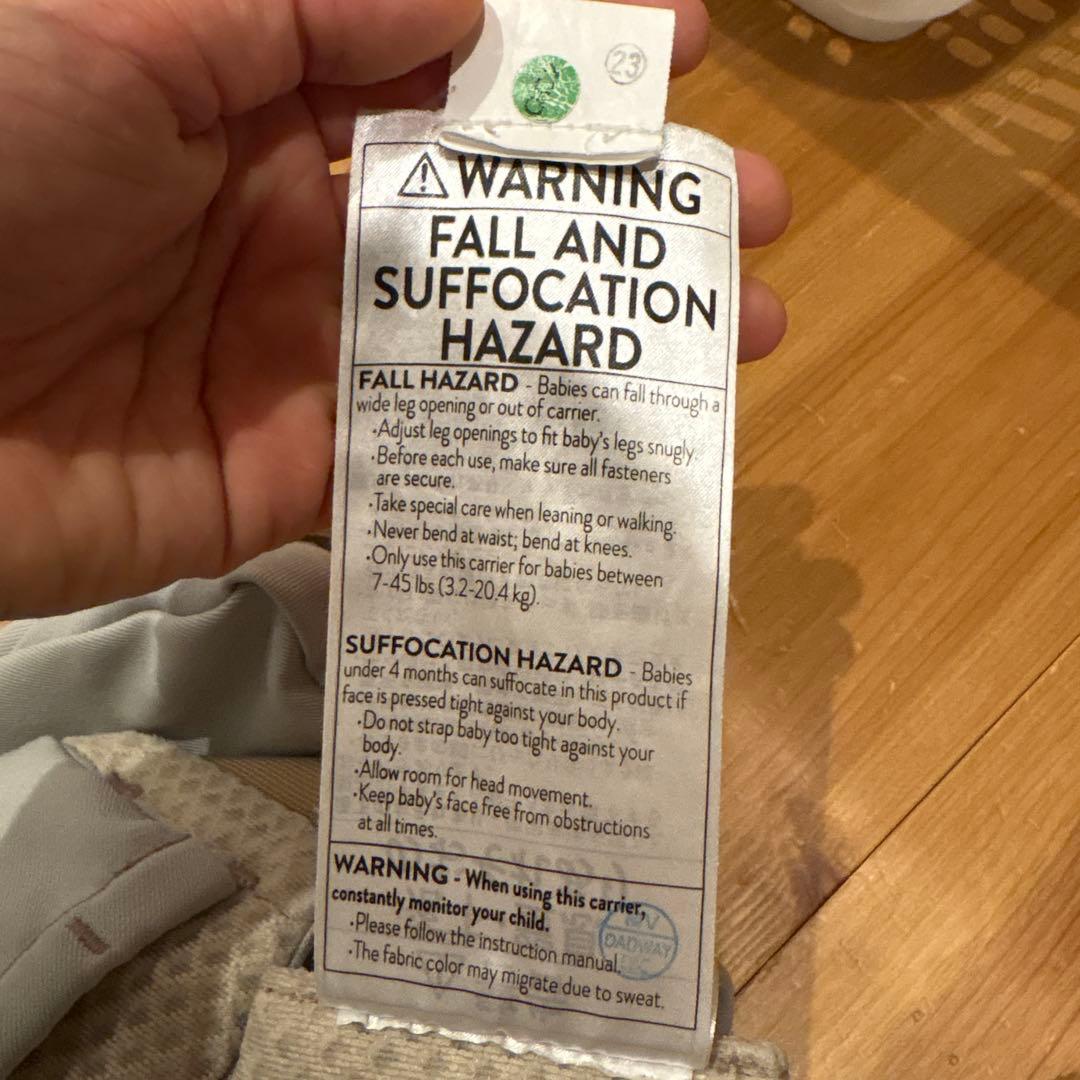 23
WARNING
FALL AND
SUFFOCATION
HAZARD
FALL HAZARD - Babies can fall through a
wide leg opening or out of carrier.
•Adjust leg openings to fit baby's legs snugly.
•Before each use, make sure all fasteners
are secure.
•Take special care when leaning or walking.
•Never bend at waist; bend at knees.
•Only use this carrier for babies between
7-45 lbs (3.2-20.4 kg).
SUFFOCATION HAZARD - Babies
under 4 months can suffocate in this product if
face is pressed tight against your body.
•Do not strap baby too tight against your
body.
•Allow room for head movement.
•Keep baby's face free from obstructions
at all times.
WARNING - When using this carrier,
constantly monitor your child.
•Please follow the instruction manual.
•The fabric color may migrate due to sweat.
DADWAY